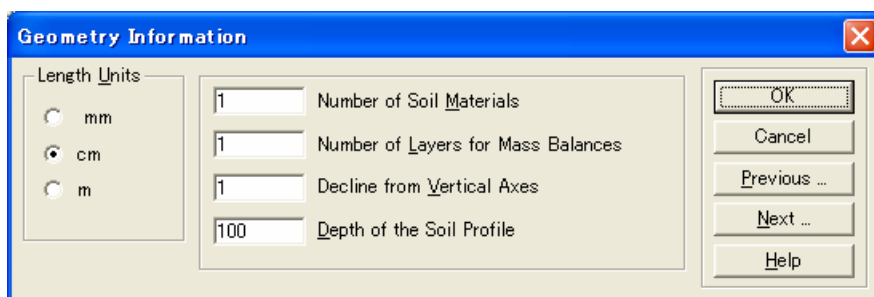 Geometry Information
Length Units
mm
cm
m
1 Number of Soil Materials
1 Number of Layers for Mass Balances
1 Decline from Vertical Axes
100 Depth of the Soil Profile
OK
Cancel
Previous ...
Next ...
Help